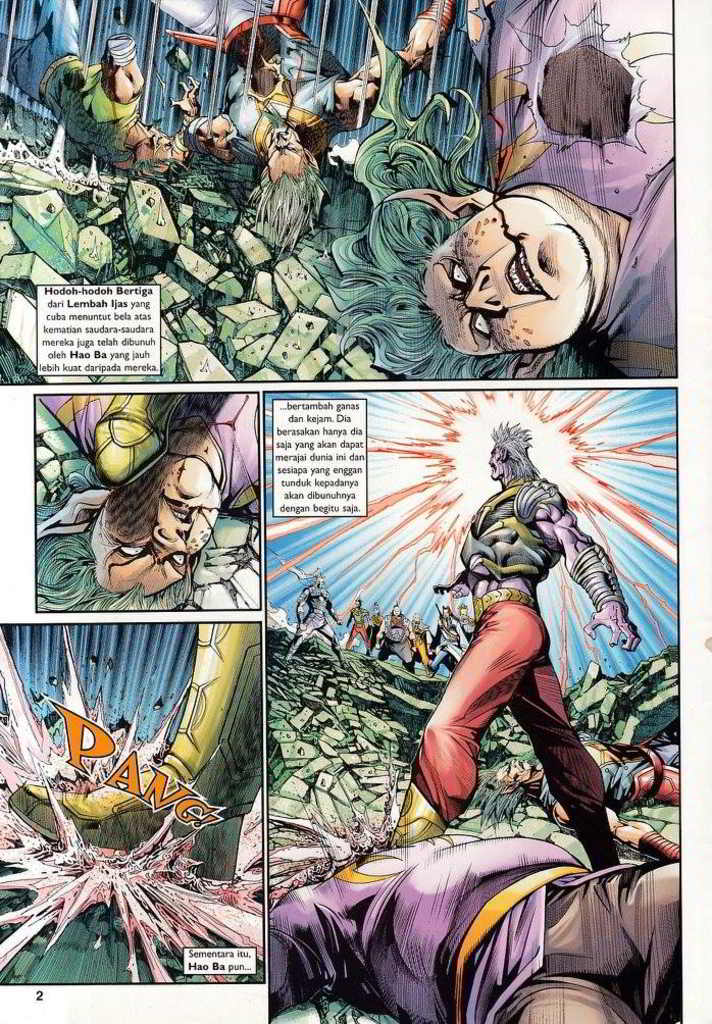 Hodoh-hodoh Bertiga
dari Lembah Ijas yang
cuba menuntut bela atas
kematian saudara-saudara
mereka juga telah dibunuh
oleh Hao Ba yang jauh
lebih kuat daripada mereka.
...bertambah ganas
dan kejam. Dia
berasakan hanya dia
saja yang akan dapat
merajai dunia ini dan
sesiapa yang enggan
tunduk kepadanya
akan dibunuhnya
dengan begitu saja.
PANG
Sementara itu,
Hao Ba pun...
2